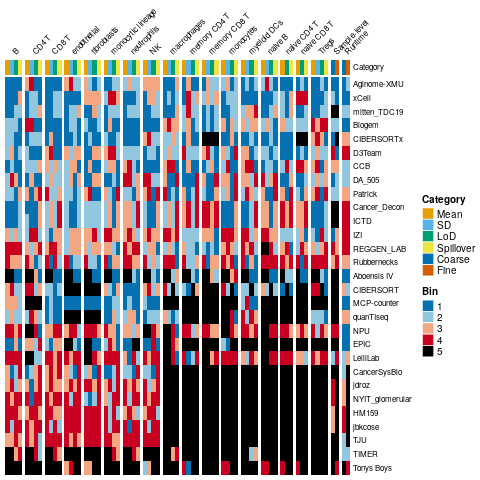 B
CD4 T
CD8 T
endothelial
fibroblasts
monocytic lineage
neutrophils
NK
macrophages
memory CD4 T
memory CD8 T
monocytes
myeloid DCs
naive B
naive CD4 T
naive CD8 T
Tregs
Sample level
Runtime
Category
Aginome-XMU
xCell
mitten_TDC19
Biogem
CIBERSORTx
D3Team
CCB
DA_505
Patrick
Cancer_Decon
ICTD
IZI
REGGEN_LAB
Rubbernecks
Aboensis IV
CIBERSORT
MCP-counter
quanTIseq
NPU
EPIC
LeiliLab
CancerSysBio
jdroz
NYIT_glomerular
HM159
jbkcose
TJU
TIMER
Tonys Boys
Category
Mean
SD
LoD
Spillover
Coarse
Fine
Bin
1
2
3
4
5